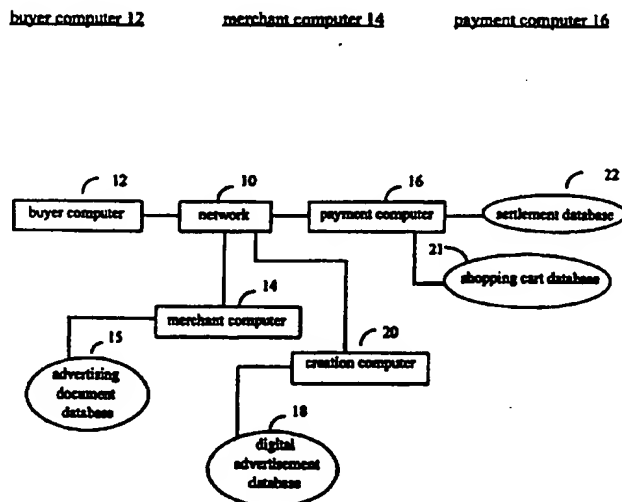 buyer computer 12 merchant computer 14 payment computer 16
12 10 16 22
buyer computer network payment computer settlement database
21
shopping cart database
14
merchant computer
15
advertising
document
database
20
creation computer
18
digital
advertisement
database